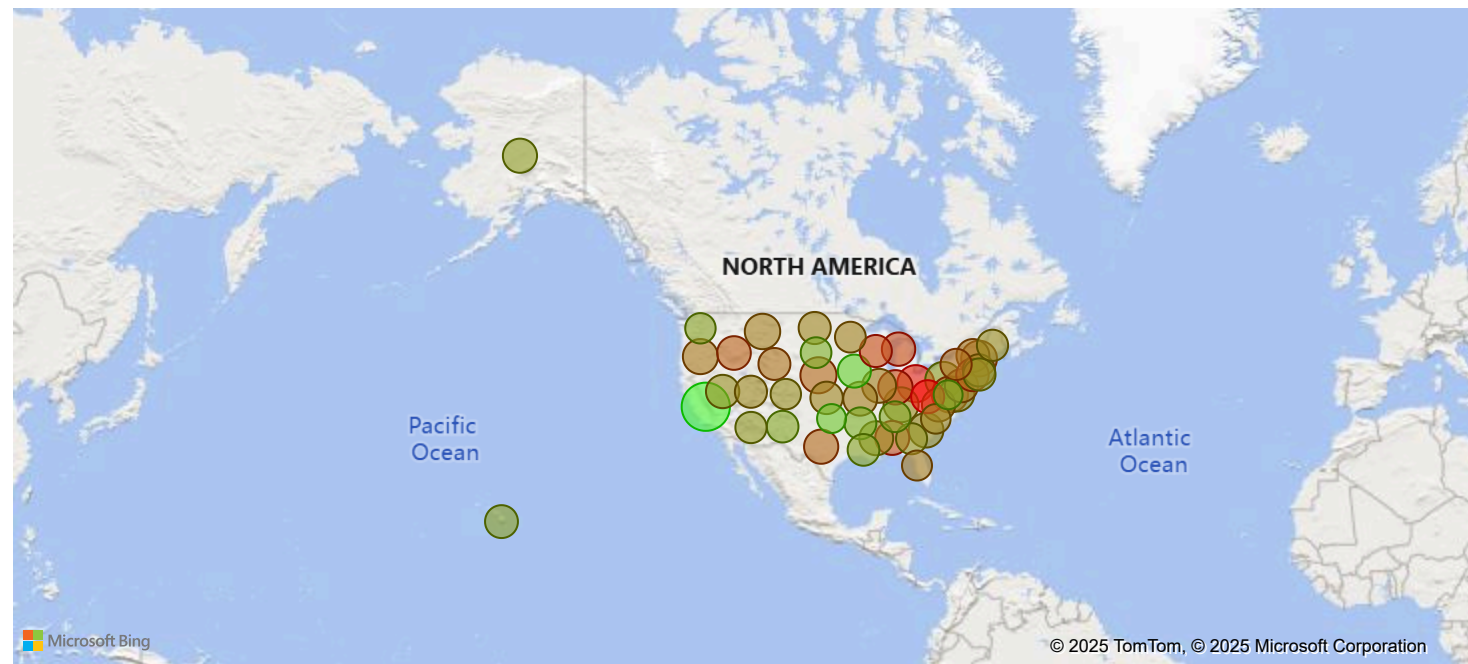 NORTH AMERICA
Pacific
Ocean
Atlantic
Ocean
Microsoft Bing
© 2025 TomTom, © 2025 Microsoft Corporation